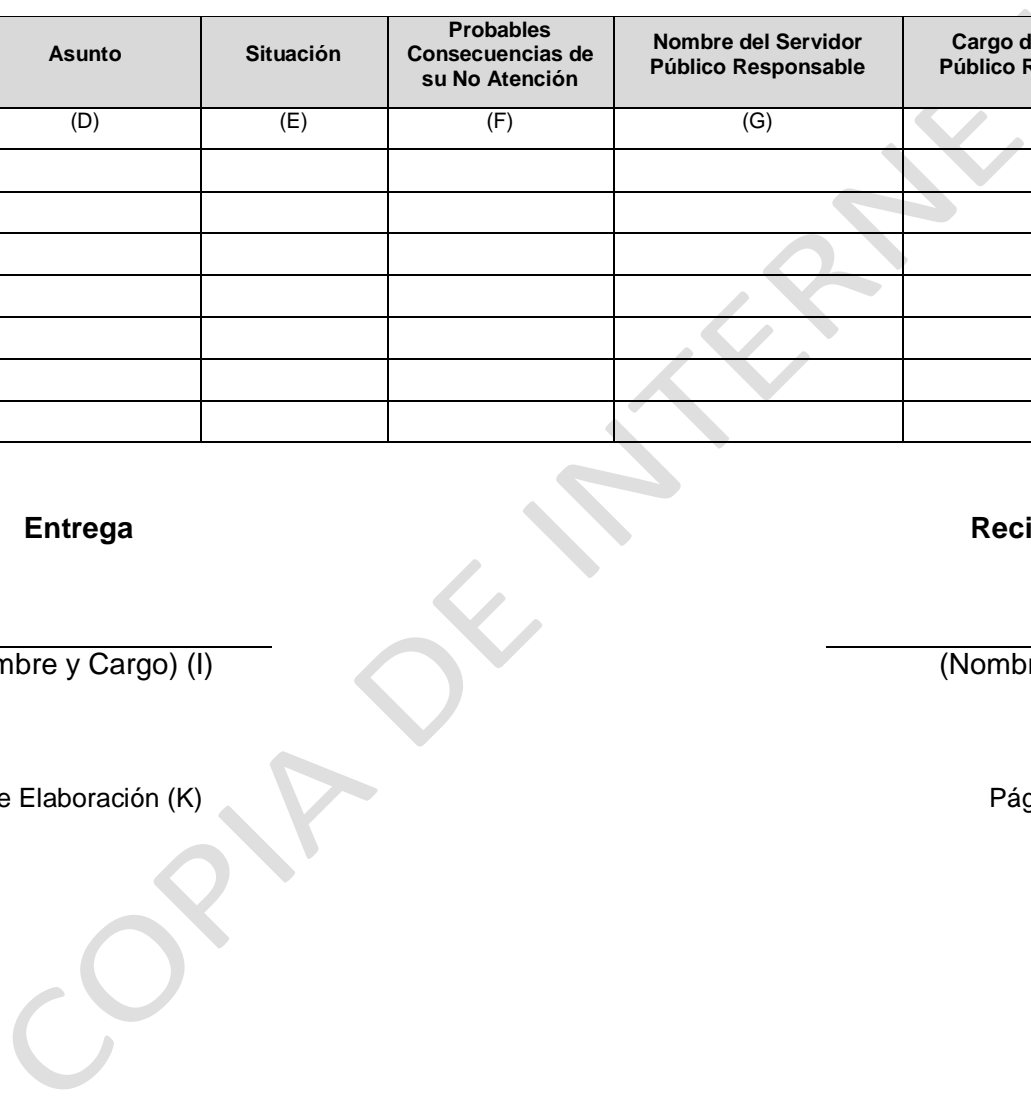 Asunto
Situación
Probables
Consecuencias de
su No Atención
Nombre del Servidor
Público Responsable
Cargo d
Público R
(D)
(E)
(F)
(G)
Entrega
Reci
mbre y Cargo) (I)
(Nombr
e Elaboración (K)
Pág
COPIA DE INTERNE